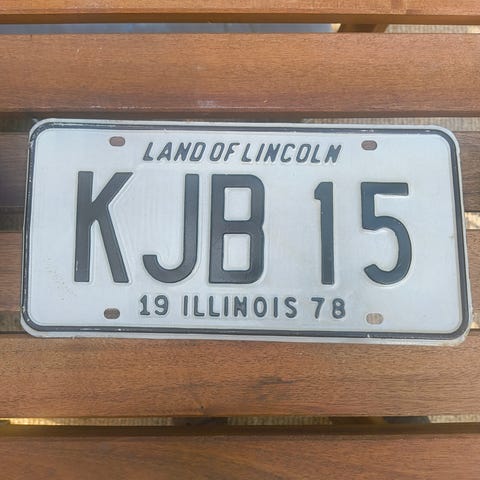 LAND OF LINCOLN
KJB 15
19 ILLINOIS 78